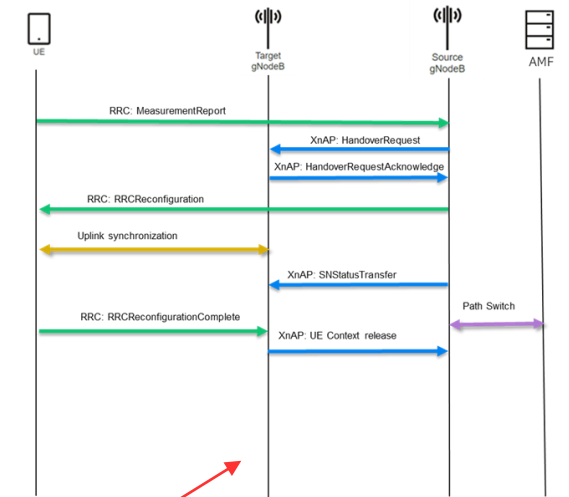 UE
Target
gNodeB
Source
gNodeB
AMF
RRC: MeasurementReport
XnAP: HandoverRequest
XnAP: HandoverRequestAcknowledge
RRC: RRCReconfiguration
Uplink synchronization
XnAP: SNStatusTransfer
Path Switch
RRC: RRCReconfigurationComplete
XnAP: UE Context release